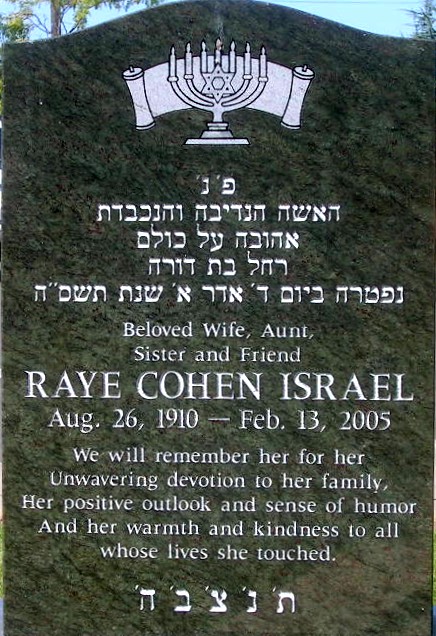 פ׳ נ׳
האשה הנדיבה והנכבדת
אהובה על כולם
רחל בת דורה
נפטרה ביום ד׳ אדר א׳ שנת תשס״ה
Beloved Wife, Aunt,
Sister and Friend
RAYE COHEN ISRAEL
Aug. 26, 1910 — Feb. 13, 2005
We will remember her for her
Unwavering devotion to her family,
Her positive outlook and sense of humor
And her warmth and kindness to all
whose lives she touched.
ת׳ נ׳ צ׳ ב׳ ה׳